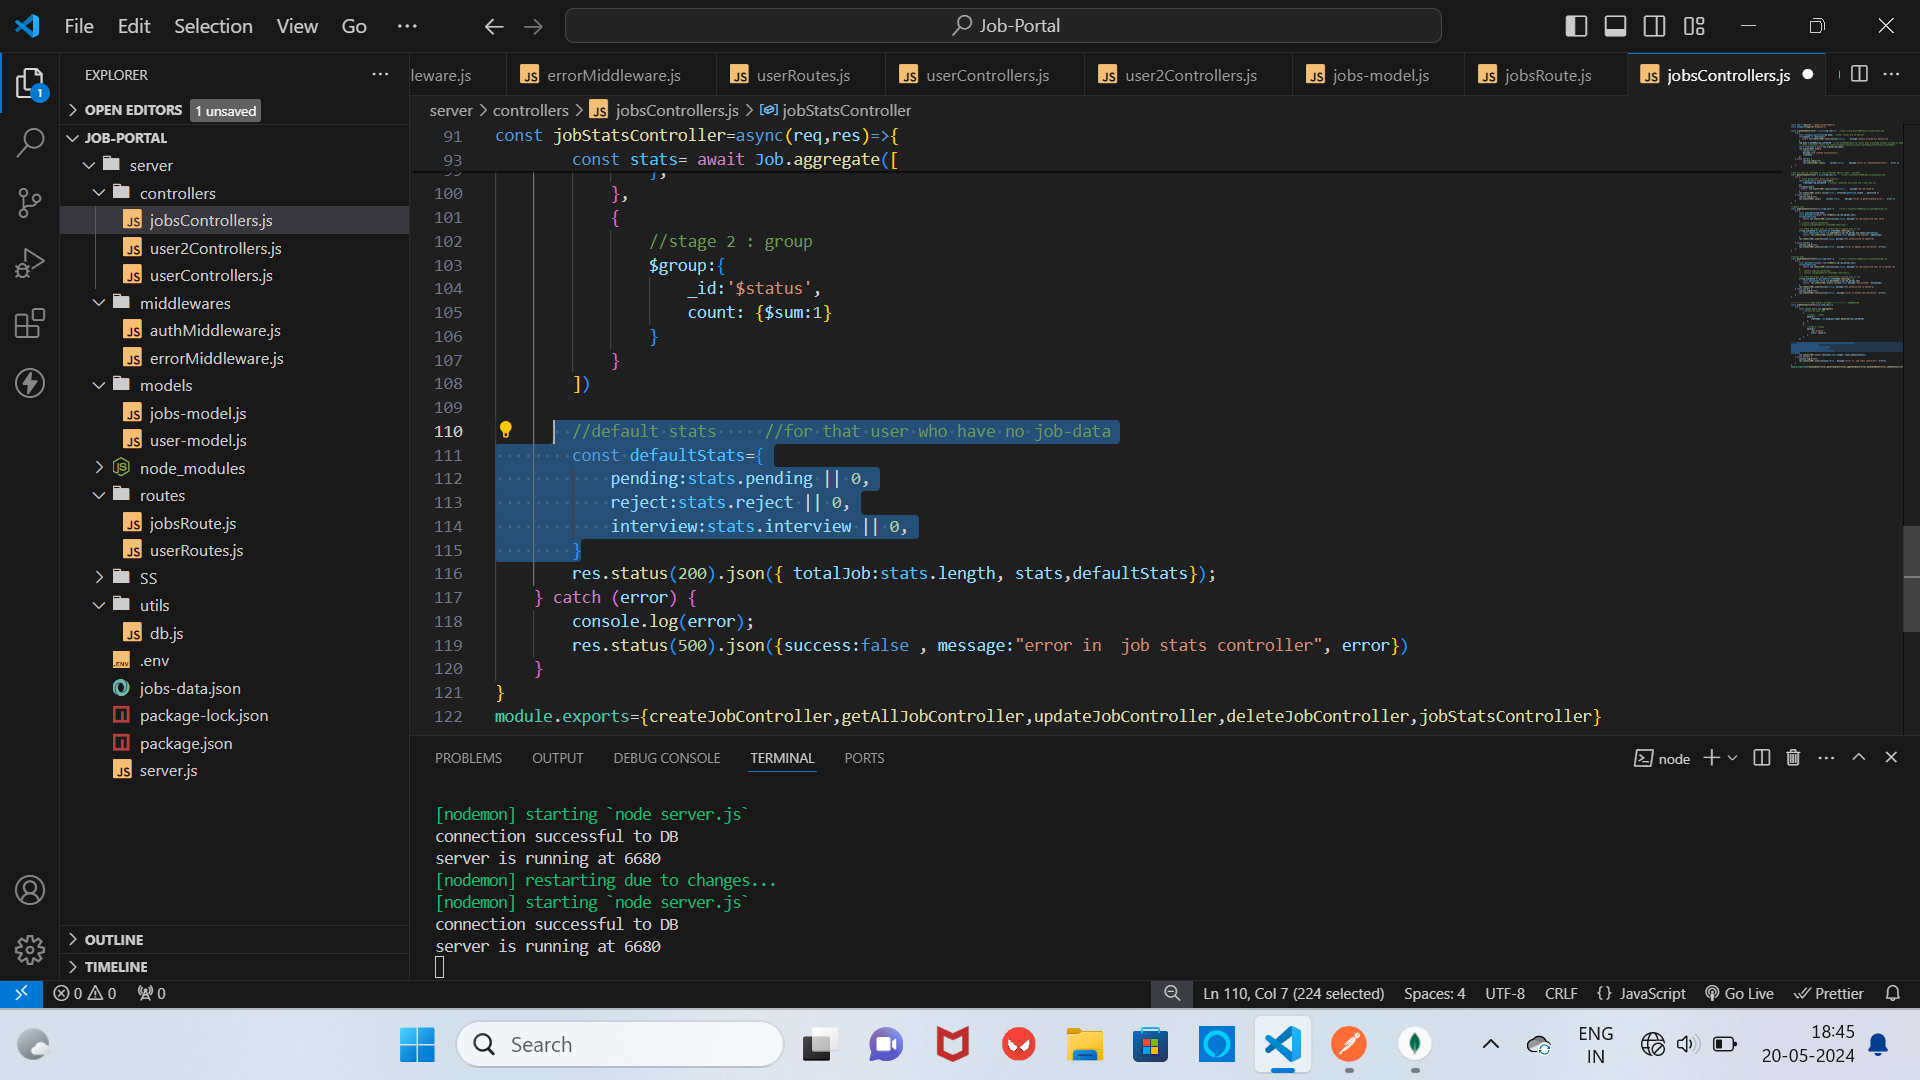 File Edit Selection View Go
Job-Portal
EXPLORER
leware.js errorMiddleware.js userRoutes.js userControllers.js user2Controllers.js jobs-model.js jobsRoute.js jobsControllers.js
OPEN EDITORS 1 unsaved
JOB-PORTAL
server
controllers
jobsControllers.js
user2Controllers.js
userControllers.js
middlewares
authMiddleware.js
errorMiddleware.js
models
jobs-model.js
user-model.js
node_modules
routes
jobsRoute.js
userRoutes.js
SS
utils
db.js
.env
jobs-data.json
package-lock.json
package.json
server.js
OUTLINE
TIMELINE
server > controllers > jobsControllers.js > jobStatsController
91 const jobStatsController=async(req,res)=>{
93 const stats= await Job.aggregate([
100 },
101 {
102 //stage 2 : group
103 $group:{
104 _id:'$status',
105 count: {$sum:1}
106 }
107 }
108 ])
109
110 //default stats //for that user who have no job-data
111 const defaultStats={
112 pending:stats.pending || 0,
113 reject:stats.reject || 0,
114 interview:stats.interview || 0,
115 }
116 res.status(200).json({ totalJob:stats.length, stats,defaultStats});
117 } catch (error) {
118 console.log(error);
119 res.status(500).json({success:false , message:"error in  job stats controller", error})
120 }
121 }
122 module.exports={createJobController,getAllJobController,updateJobController,deleteJobController,jobStatsController}
PROBLEMS OUTPUT DEBUG CONSOLE TERMINAL PORTS
node
[nodemon] starting `node server.js`
connection successful to DB
server is running at 6680
[nodemon] restarting due to changes...
[nodemon] starting `node server.js`
connection successful to DB
server is running at 6680
0 0 0
Ln 110, Col 7 (224 selected) Spaces: 4 UTF-8 CRLF {} JavaScript Go Live Prettier
Search
ENG
IN
18:45
20-05-2024